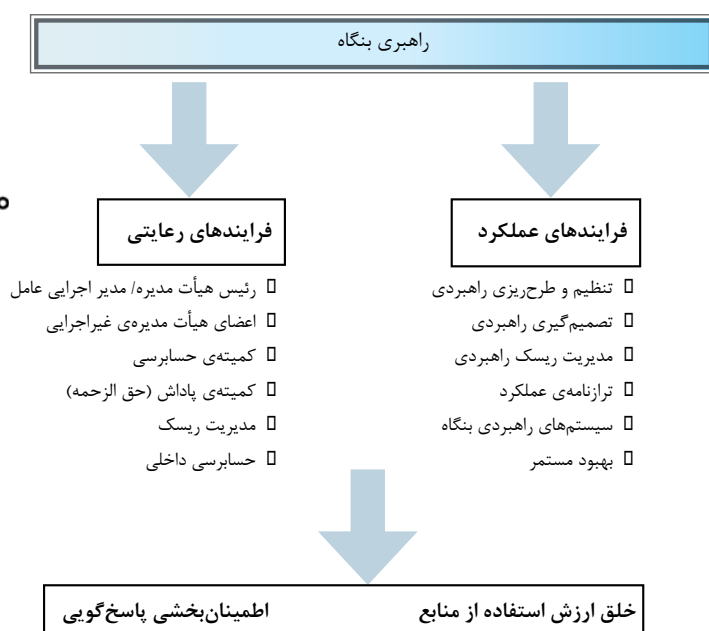 راهبری بنگاه
فرایندهای عملکرد
تنظیم و طرح‌ریزی راهبردی
تصمیم‌گیری راهبردی
مدیریت ریسک راهبردی
ترازنامه‌ی عملکرد
سیستم‌های راهبردی بنگاه
بهبود مستمر
فرایندهای رعایتی
رئیس هیأت مدیره/ مدیر اجرایی عامل
اعضای هیأت مدیره‌ی غیراجرایی
کمیته‌ی حسابرسی
کمیته‌ی پاداش (حق الزحمه)
مدیریت ریسک
حسابرسی داخلی
خلق ارزش استفاده از منابع
اطمینان‌بخشی پاسخ‌گویی